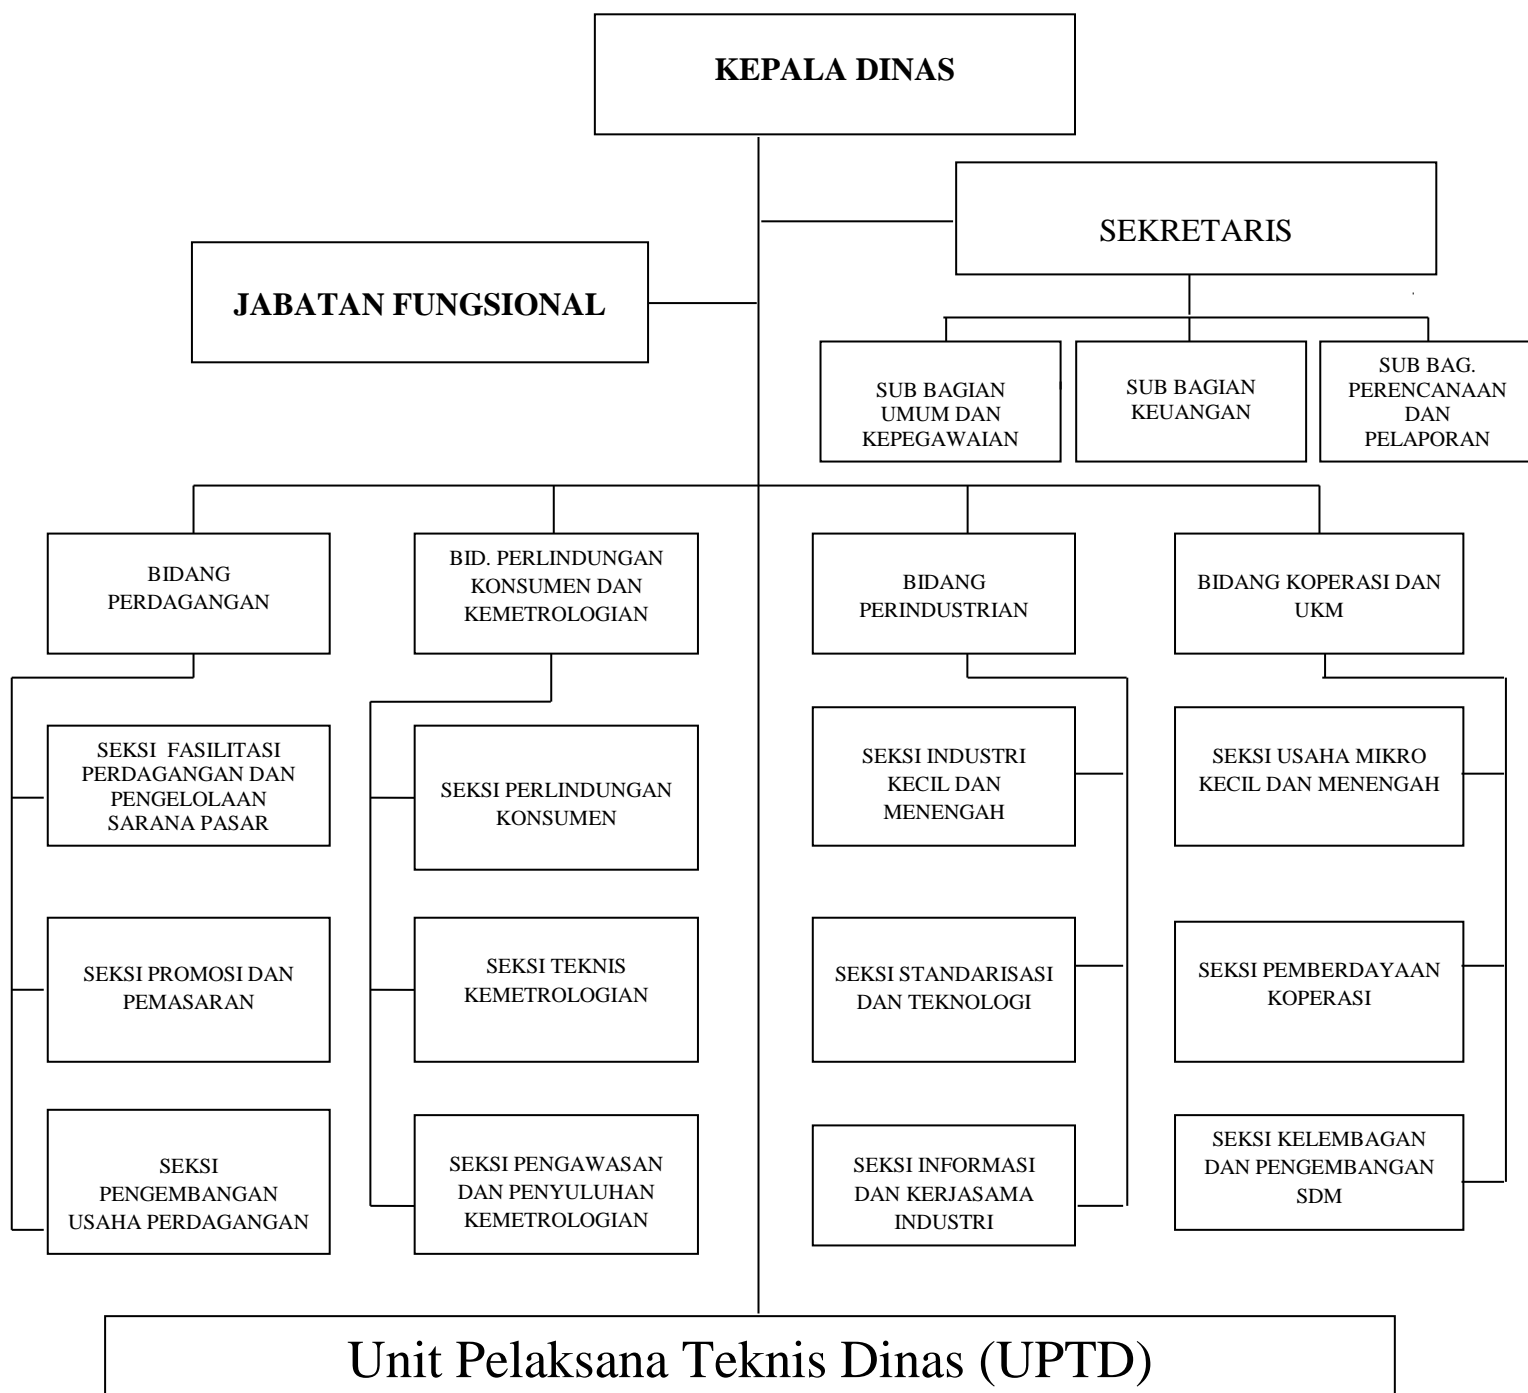 KEPALA DINAS
SEKRETARIS
JABATAN FUNGSIONAL
SUB BAGIAN
UMUM DAN
KEPEGAWAIAN
SUB BAGIAN
KEUANGAN
SUB BAG.
PERENCANAAN
DAN
PELAPORAN
BIDANG
PERDAGANGAN
BID. PERLINDUNGAN
KONSUMEN DAN
KEMETROLOGIAN
BIDANG
PERINDUSTRIAN
BIDANG KOPERASI DAN
UKM
SEKSI  FASILITASI
PERDAGANGAN DAN
PENGELOLAAN
SARANA PASAR
SEKSI PERLINDUNGAN
KONSUMEN
SEKSI INDUSTRI
KECIL DAN
MENENGAH
SEKSI USAHA MIKRO
KECIL DAN MENENGAH
SEKSI PROMOSI DAN
PEMASARAN
SEKSI TEKNIS
KEMETROLOGIAN
SEKSI STANDARISASI
DAN TEKNOLOGI
SEKSI PEMBERDAYAAN
KOPERASI
SEKSI
PENGEMBANGAN
USAHA PERDAGANGAN
SEKSI PENGAWASAN
DAN PENYULUHAN
KEMETROLOGIAN
SEKSI INFORMASI
DAN KERJASAMA
INDUSTRI
SEKSI KELEMBAGAN
DAN PENGEMBANGAN
SDM
Unit Pelaksana Teknis Dinas (UPTD)